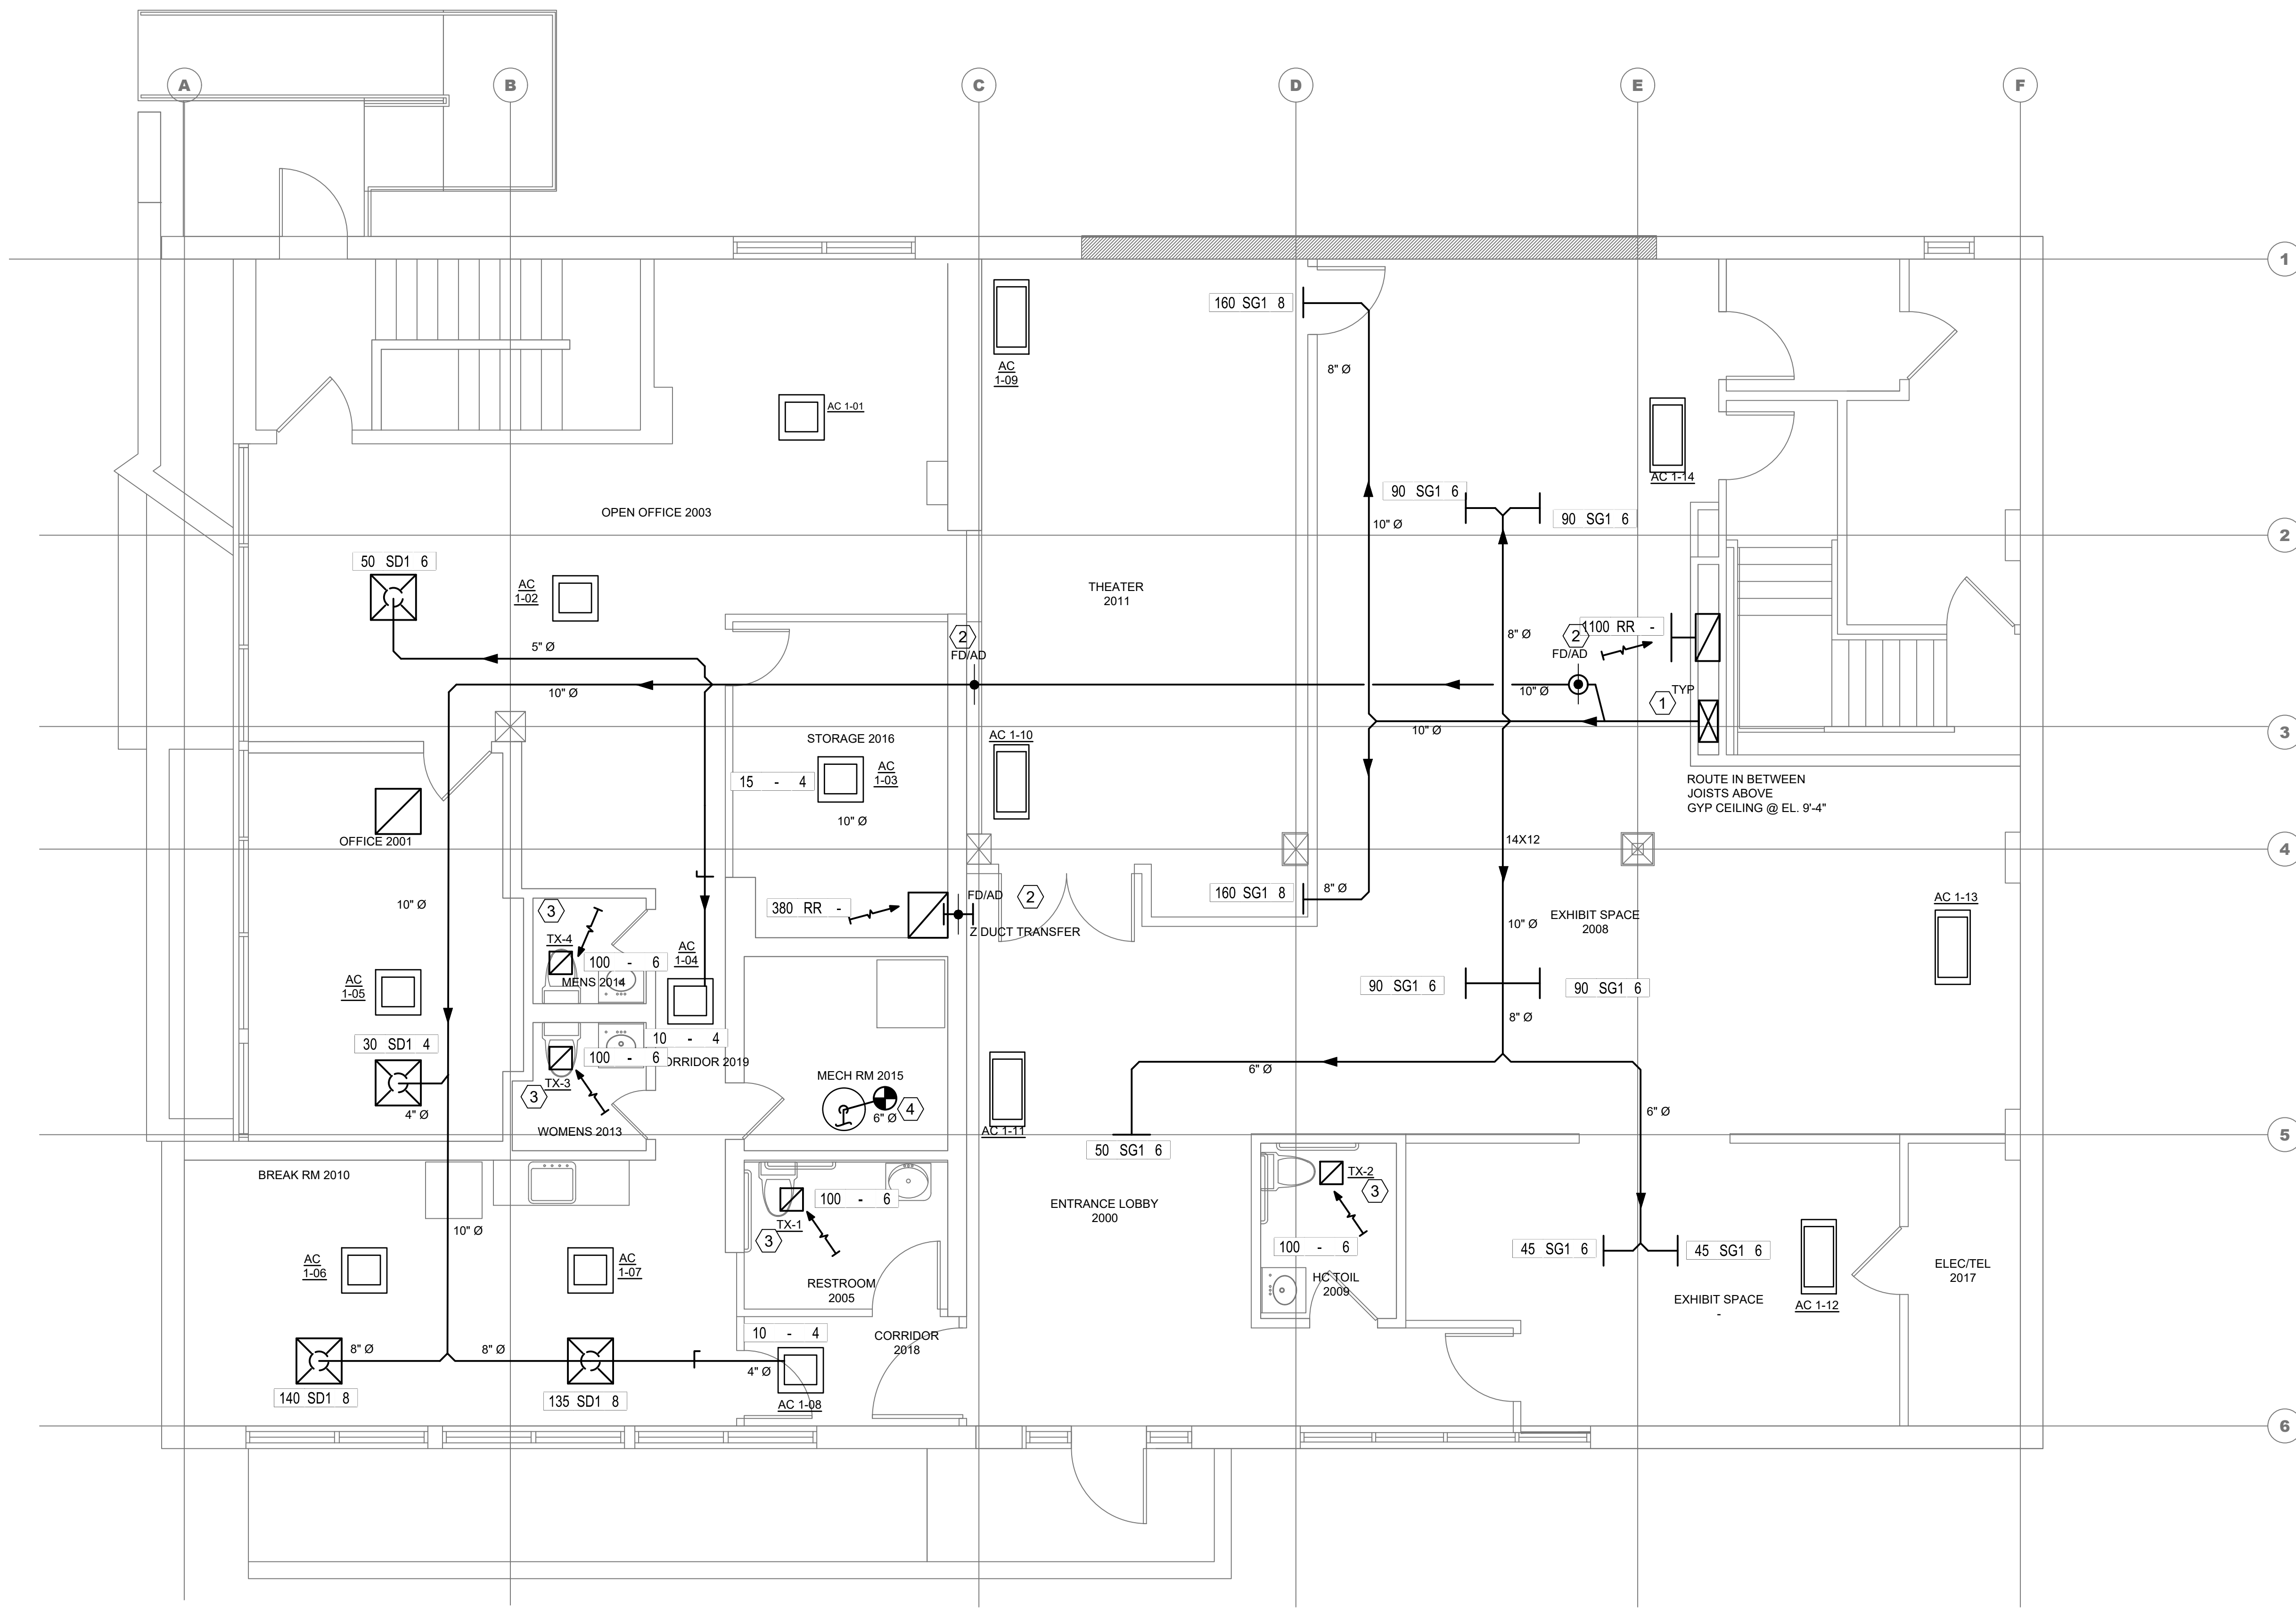 A
B
C
D
E
F
1
160 SG1 8
AC
1-09
8" Ø
AC 1-01
AC 1-14
90 SG1 6
OPEN OFFICE 2003
90 SG1 6
10" Ø
2
50 SD1 6
AC
1-02
THEATER
2011
1100 RR -
2
2
FD/AD
8" Ø
FD/AD
5" Ø
10" Ø
10" Ø
TYP
1
10" Ø
3
STORAGE 2016
AC 1-10
AC
1-03
15 - 4
ROUTE IN BETWEEN
JOISTS ABOVE
GYP CEILING @ EL. 9'-4"
10" Ø
OFFICE 2001
14X12
4
160 SG1 8
8" Ø
FD/AD
2
AC 1-13
10" Ø
380 RR -
3
EXHIBIT SPACE
2008
10" Ø
Z DUCT TRANSFER
TX-4
AC
1-04
100 - 6
MENS 2014
AC
1-05
90 SG1 6
90 SG1 6
8" Ø
30 SD1 4
10 - 4
100 - 6
ORRIDOR 2019
6" Ø
MECH RM 2015
TX-3
3
4" Ø
6" Ø
4
6" Ø
WOMENS 2013
AC 1-11
5
50 SG1 6
BREAK RM 2010
TX-2
3
100 - 6
ENTRANCE LOBBY
2000
10" Ø
TX-1
3
100 - 6
45 SG1 6
45 SG1 6
AC
1-06
AC
1-07
ELEC/TEL
2017
RESTROOM
2005
HC TOIL
2009
EXHIBIT SPACE
-
AC 1-12
10 - 4
CORRIDOR
2018
8" Ø
8" Ø
4" Ø
140 SD1 8
135 SD1 8
AC 1-08
6